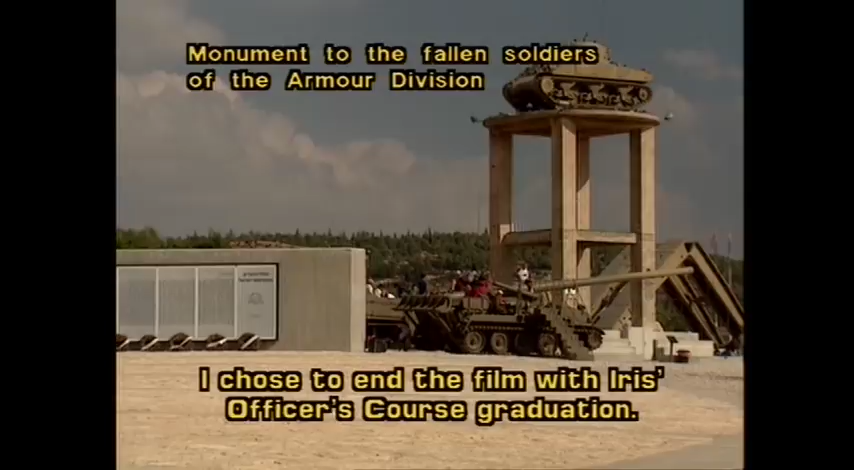 Monument to the fallen soldiers
of the Armour Division
I chose to end the film with Iris'
Officer's Course graduation.